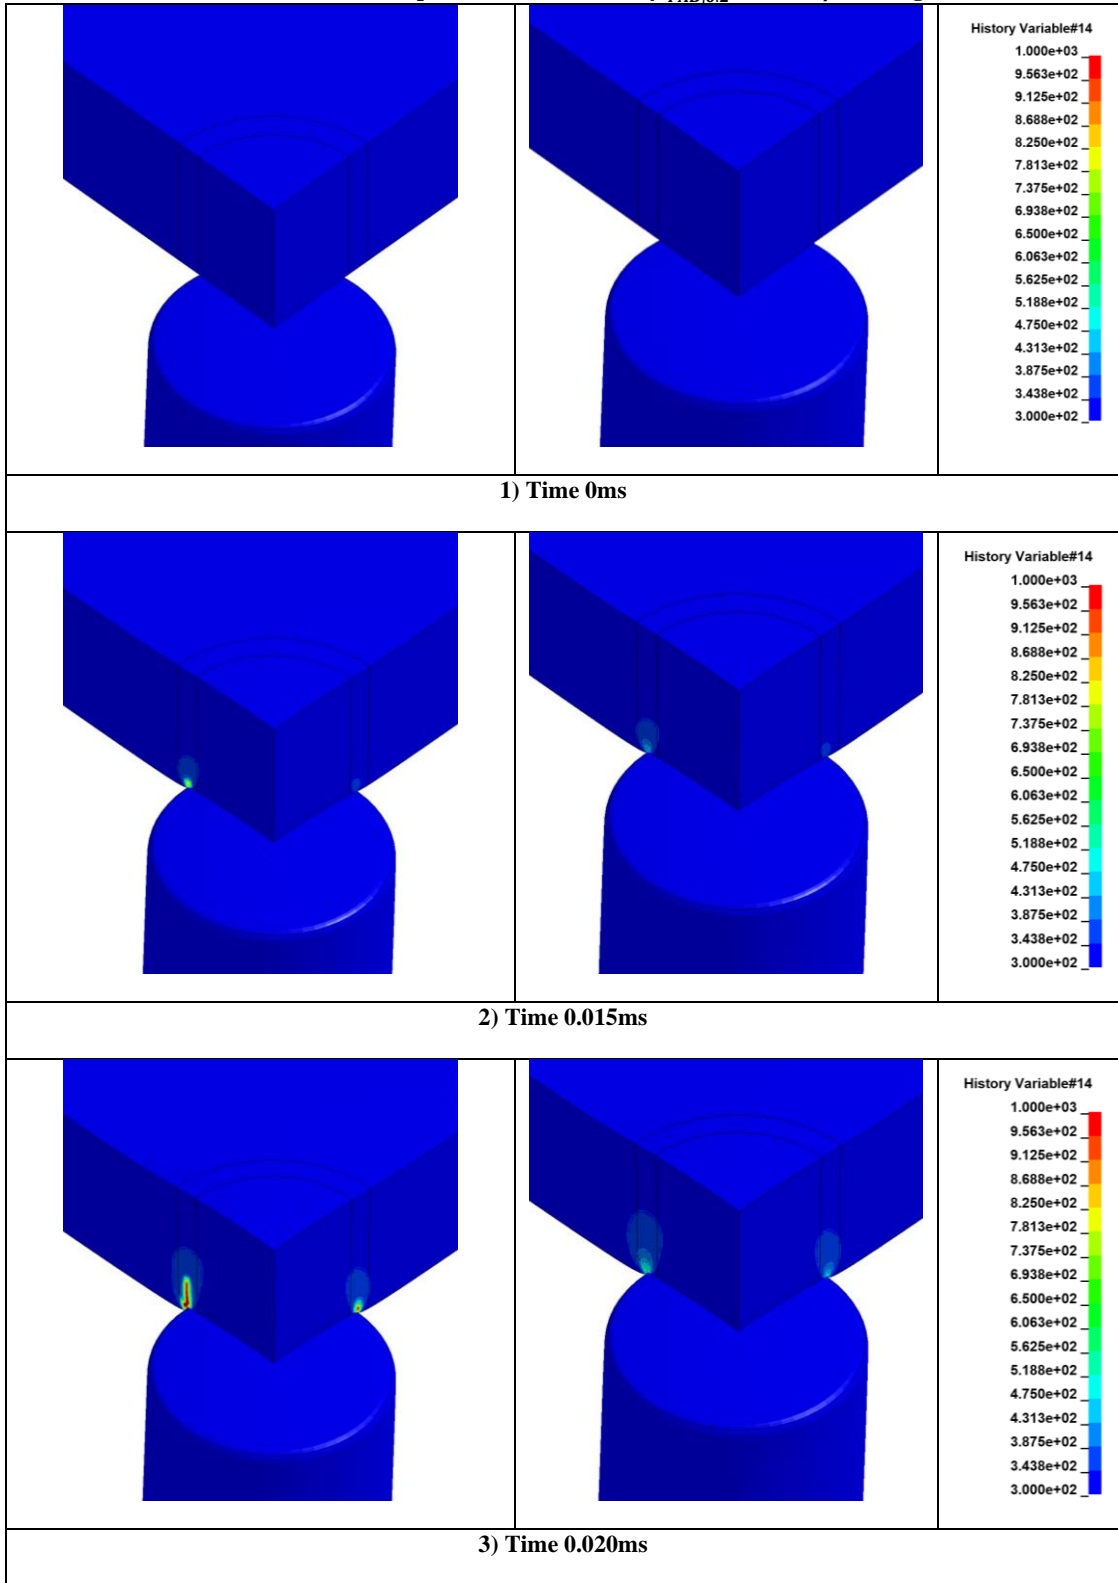 History Variable#14
1.000e+03
9.563e+02
9.125e+02
8.688e+02
8.250e+02
7.813e+02
7.375e+02
6.938e+02
6.500e+02
6.063e+02
5.625e+02
5.188e+02
4.750e+02
4.313e+02
3.875e+02
3.438e+02
3.000e+02
1) Time 0ms
History Variable#14
1.000e+03
9.563e+02
9.125e+02
8.688e+02
8.250e+02
7.813e+02
7.375e+02
6.938e+02
6.500e+02
6.063e+02
5.625e+02
5.188e+02
4.750e+02
4.313e+02
3.875e+02
3.438e+02
3.000e+02
2) Time 0.015ms
History Variable#14
1.000e+03
9.563e+02
9.125e+02
8.688e+02
8.250e+02
7.813e+02
7.375e+02
6.938e+02
6.500e+02
6.063e+02
5.625e+02
5.188e+02
4.750e+02
4.313e+02
3.875e+02
3.438e+02
3.000e+02
3) Time 0.020ms